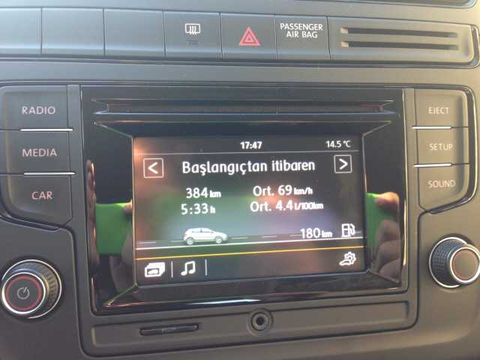 PASSENGER
AIR BAG
RADIO
MEDIA
CAR
EJECT
SETUP
SOUND
17:47
14.5 °C
< Başlangıçtan itibaren >
384 km Ort. 69 km/h
5:33 h Ort. 4.4 l/100km
180 km